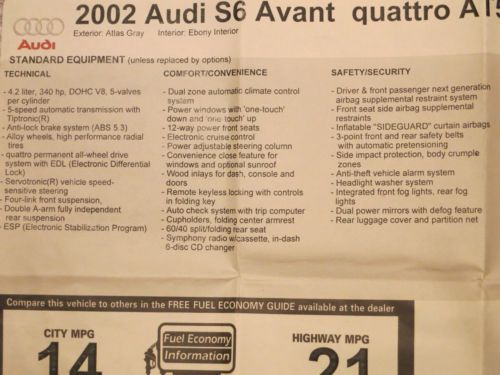 2002 Audi S6 Avant quattro A T5
Audi
Exterior: Atlas Gray Interior: Ebony Interior
STANDARD EQUIPMENT (unless replaced by options)
TECHNICAL
- 4.2 liter, 340 hp, DOHC V8, 5-valves
per cylinder
- 5-speed automatic transmission with
Tiptronic(R)
- Anti-lock brake system (ABS 5.3)
- Alloy wheels, high performance radial
tires
- quattro permanent all-wheel drive
system with EDL (Electronic Differential
Lock)
- Servotronic(R) vehicle speed-
sensitive steering
- Four-link front suspension,
Double A-arm fully independent
rear suspension
- ESP (Electronic Stabilization Program)
COMFORT/CONVENIENCE
- Dual zone automatic climate control
system
- Power windows with 'one-touch'
down and 'one touch' up
- 12-way power front seats
- Electronic cruise control
- Power adjustable steering column
- Convenience close feature for
windows and optional sunroof
- Wood inlays for dash, console and
doors
- Remote keyless locking with controls
in folding key
- Auto check system with trip computer
- Cupholders, folding center armrest
- 60/40 split/folding rear seat
- Symphony radio w/cassette, in-dash
6-disc CD changer
SAFETY/SECURITY
- Driver & front passenger next generation
airbag supplemental restraint system
- Front seat side airbag supplemental
restraints
- Inflatable "SIDEGUARD" curtain airbags
- 3-point front and rear safety belts
with automatic pretensioning
- Side impact protection, body crumple
zones
- Anti-theft vehicle alarm system
- Headlight washer system
- Integrated front fog lights, rear fog
lights
- Dual power mirrors with defog feature
- Rear luggage cover and partition net
Compare this vehicle to others in the FREE FUEL ECONOMY GUIDE available at the dealer
CITY MPG
14
Fuel Economy
Information
HIGHWAY MPG
21